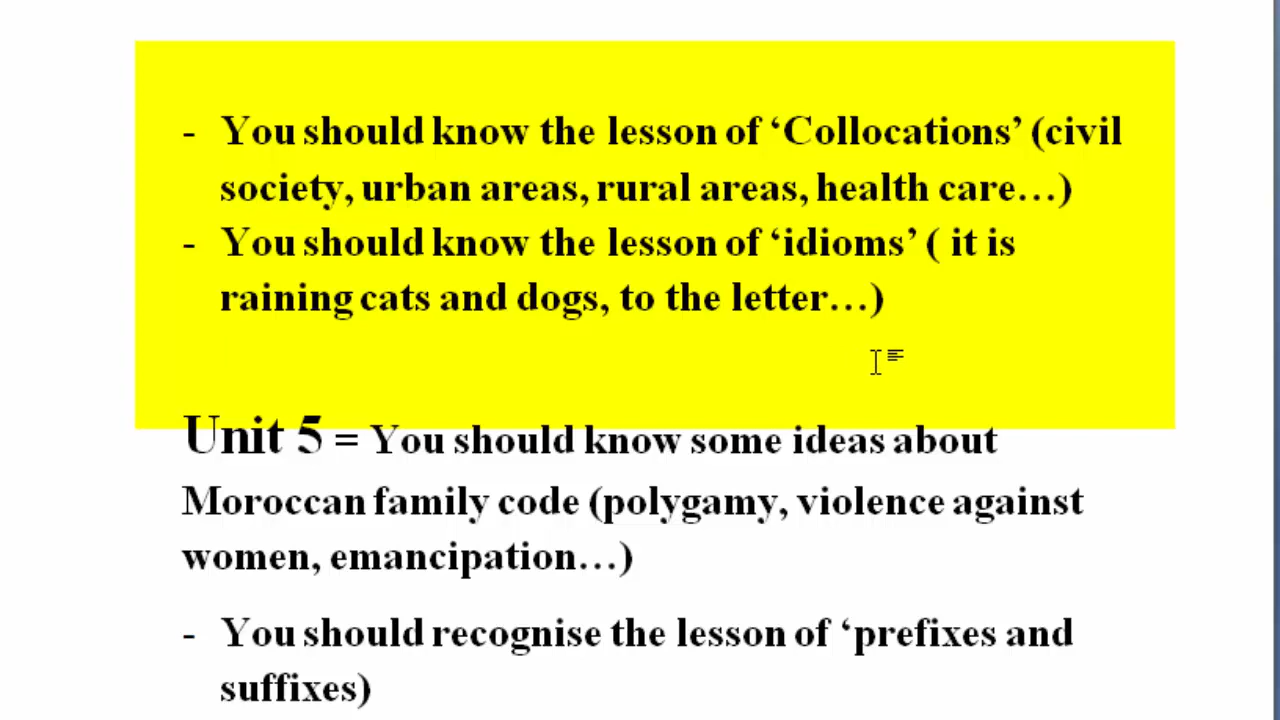 - You should know the lesson of ‘Collocations’ (civil
society, urban areas, rural areas, health care…)
- You should know the lesson of ‘idioms’ ( it is
raining cats and dogs, to the letter…)
Unit 5 = You should know some ideas about
Moroccan family code (polygamy, violence against
women, emancipation…)
- You should recognise the lesson of ‘prefixes and
suffixes)